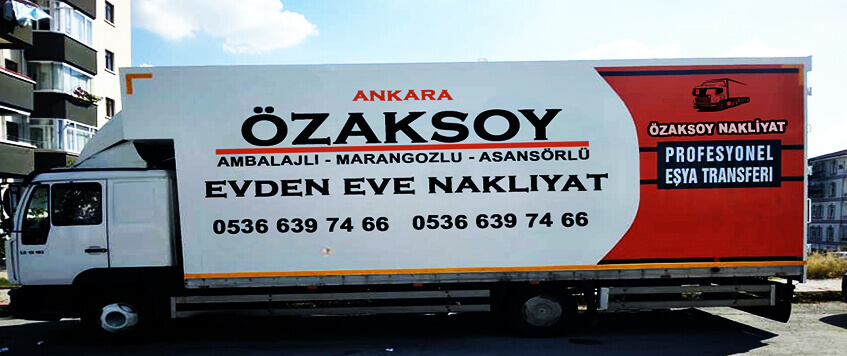 ANKARA
ÖZAKSOY
AMBALAJLI - MARANGOZLU - ASANSÖRLÜ
EVDEN EVE NAKLIYAT
0536 639 74 66 0536 639 74 66
ÖZAKSOY NAKLİYAT
PROFESYONEL
EŞYA TRANSFERİ